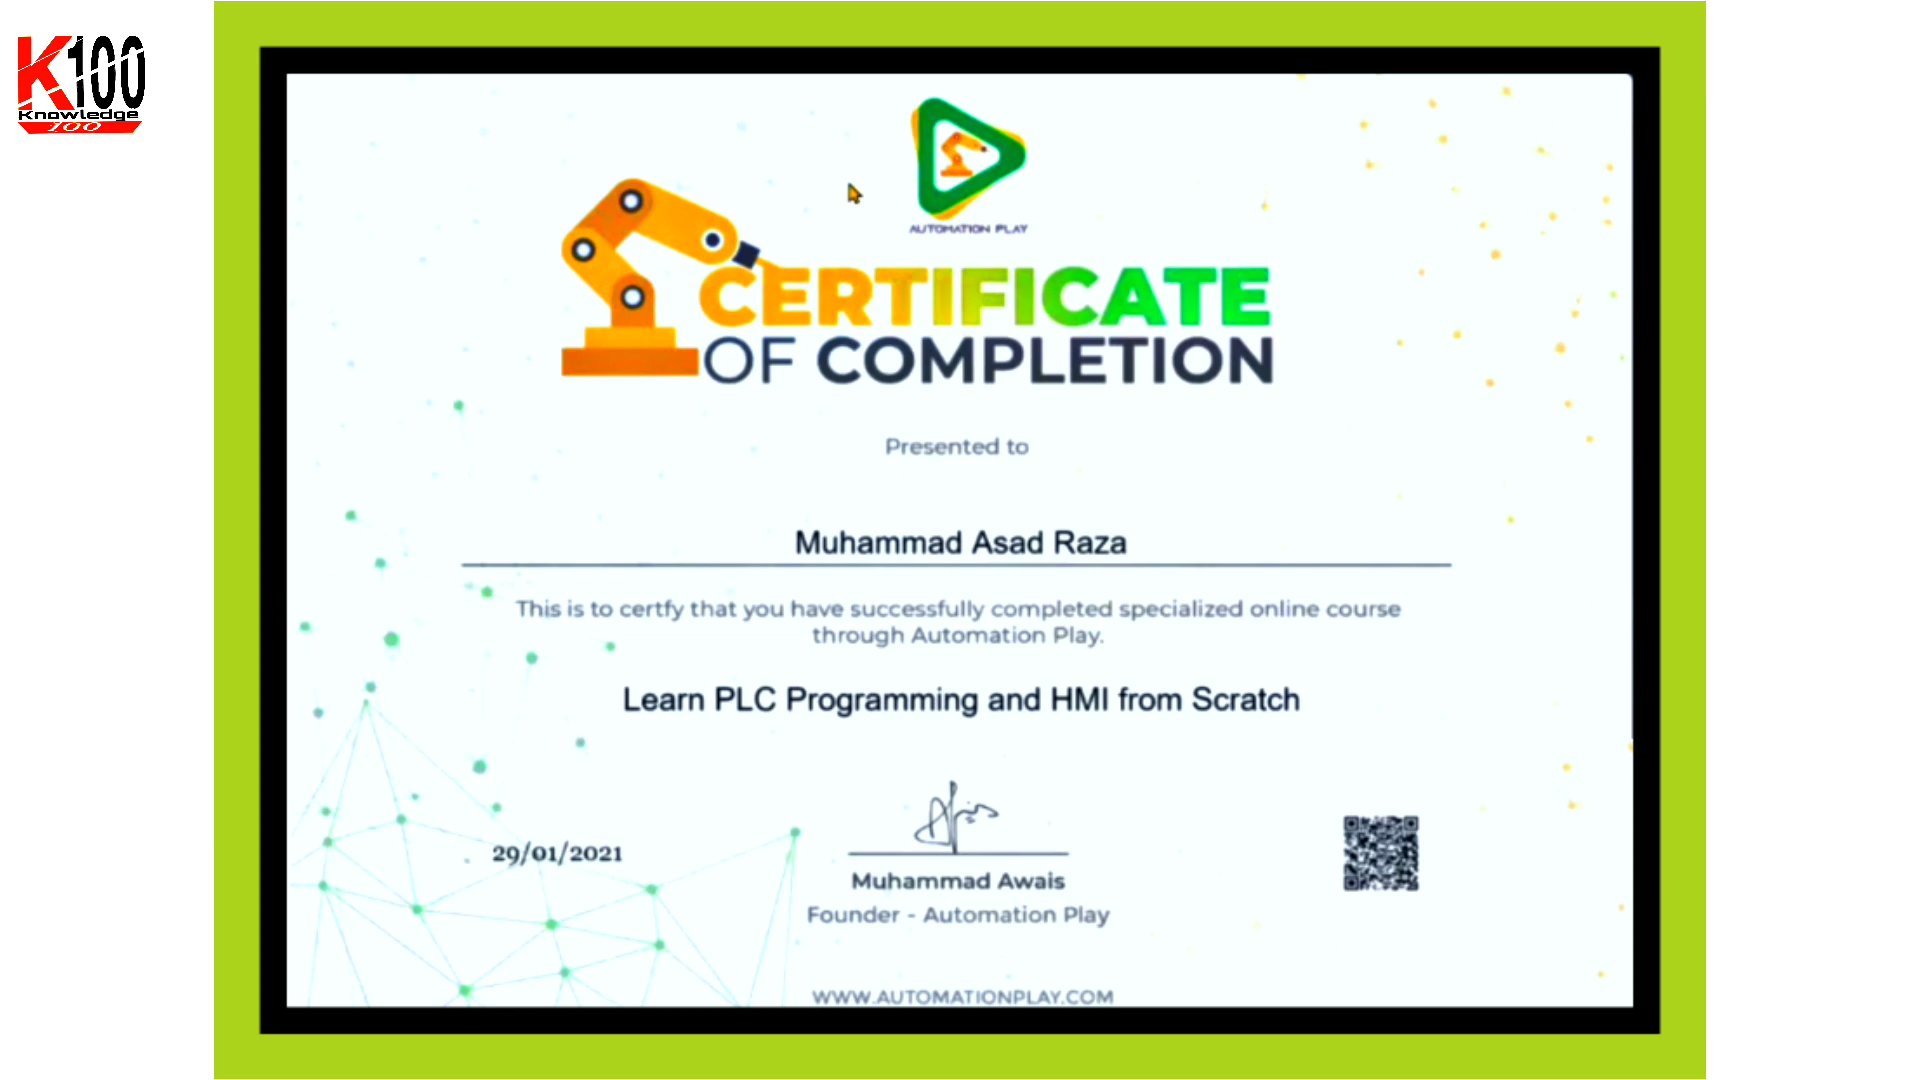 K100
Knowledge
100
AUTOMATION PLAY
CERTIFICATE
OF COMPLETION
Presented to
Muhammad Asad Raza
This is to certfy that you have successfully completed specialized online course
through Automation Play.
Learn PLC Programming and HMI from Scratch
29/01/2021
Muhammad Awais
Founder - Automation Play
WWW.AUTOMATIONPLAY.COM